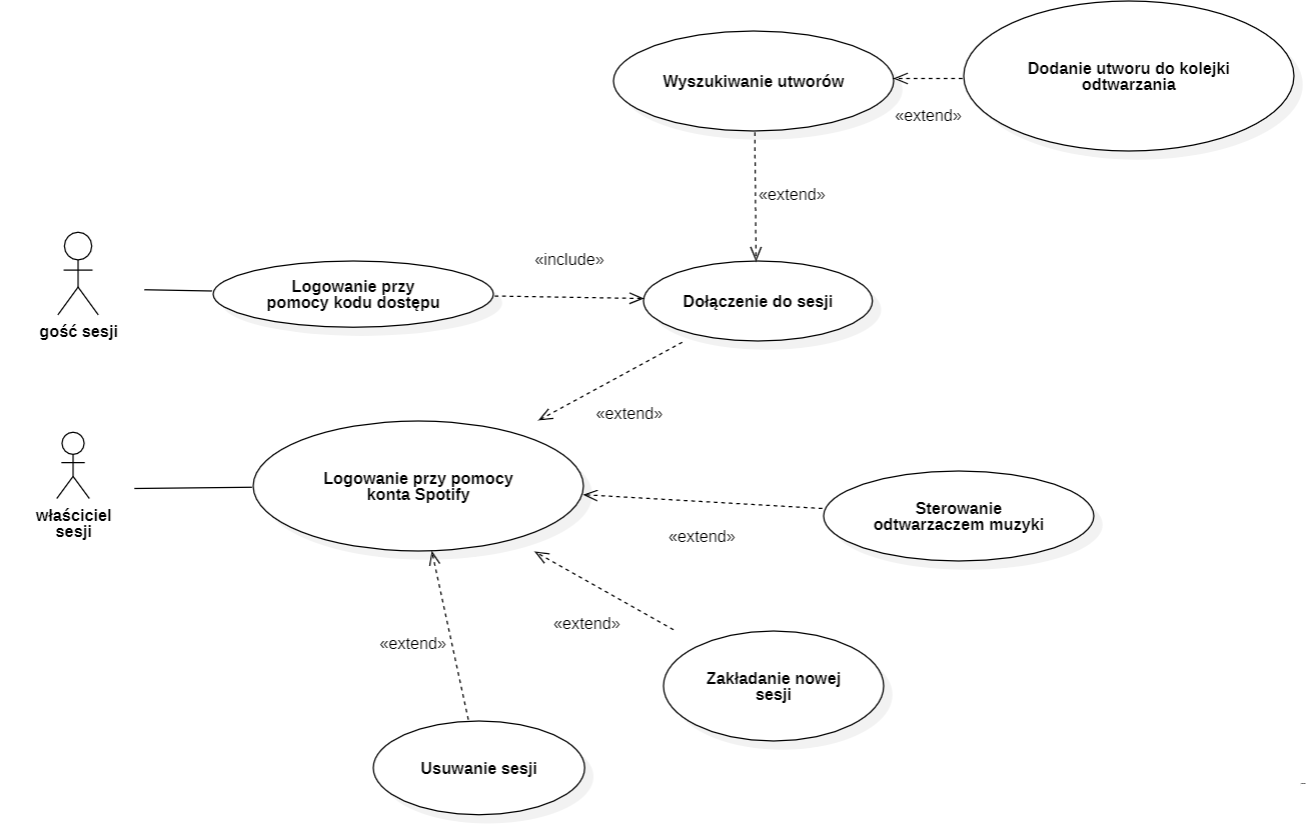 Wyszukiwanie utworów
Dodanie utworu do kolejki
odtwarzania
«extend»
«extend»
gość sesji
Logowanie przy
pomocy kodu dostępu
«include»
Dołączenie do sesji
«extend»
właściciel
sesji
Logowanie przy pomocy
konta Spotify
«extend»
Sterowanie
odtwarzaczem muzyki
«extend»
Zakładanie nowej
sesji
«extend»
Usuwanie sesji